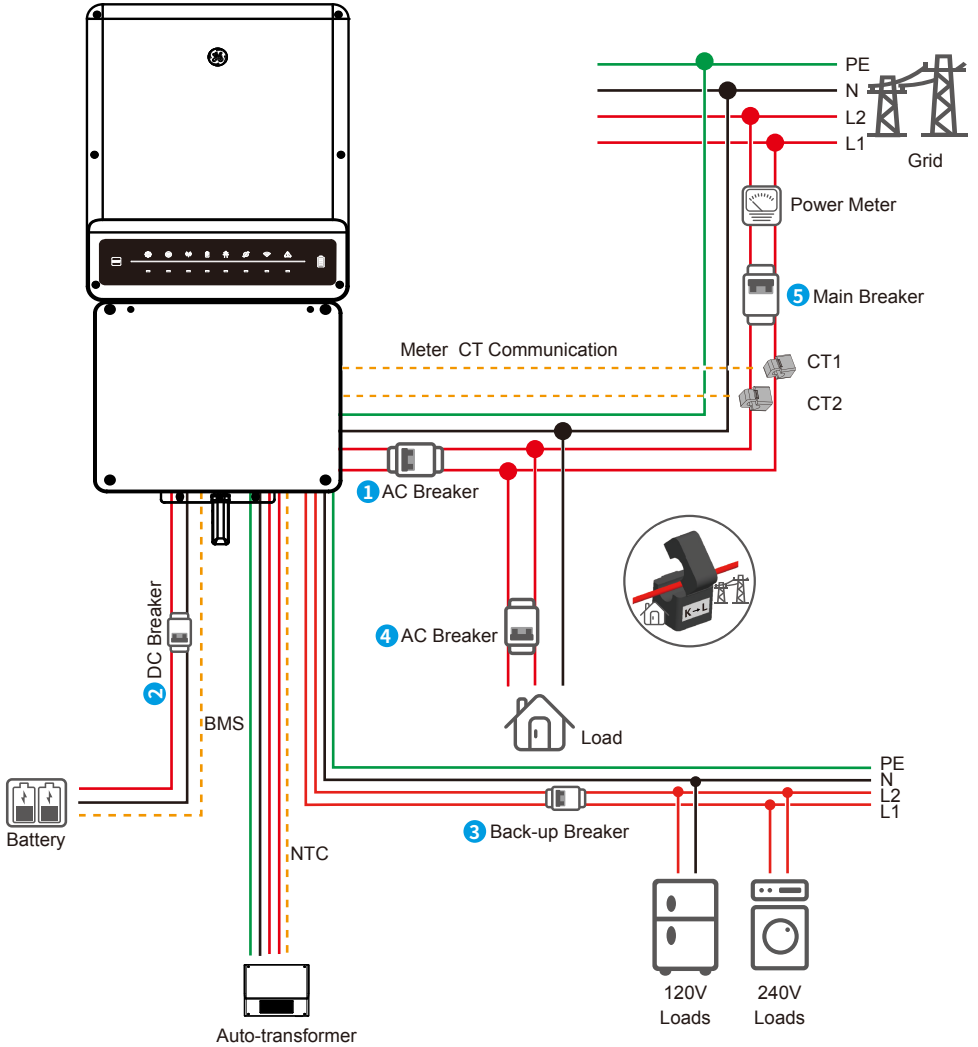 PE
N
L2
L1
Grid
Power Meter
5 Main Breaker
Meter CT Communication
CT1
CT2
1 AC Breaker
K→L
4 AC Breaker
2 DC Breaker
Load
BMS
PE
N
L2
L1
3 Back-up Breaker
Battery
NTC
120V
Loads
240V
Loads
Auto-transformer